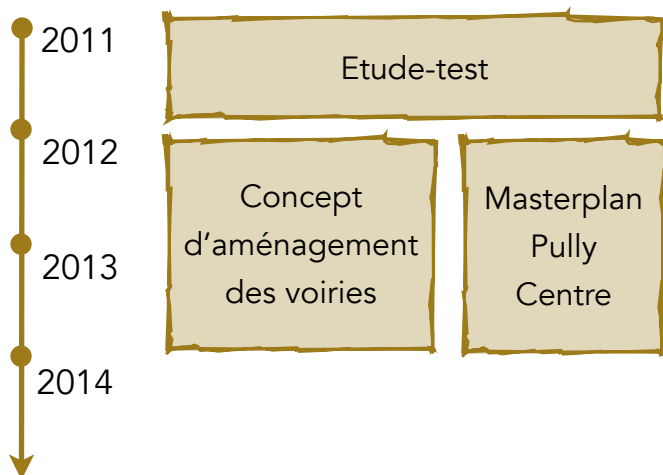 2011
Etude-test
2012
Concept
d’aménagement
des voiries
Masterplan
Pully
Centre
2013
2014